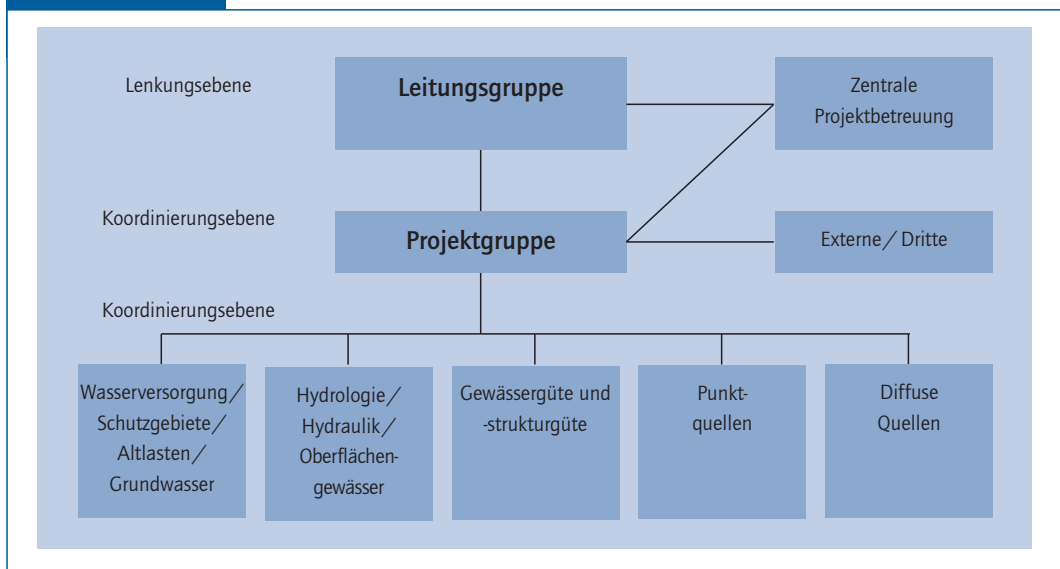 Lenkungsebene
Leitungsgruppe
Zentrale
Projektbetreuung
Koordinierungsebene
Projektgruppe
Externe/Dritte
Koordinierungsebene
Wasserversorgung/
Schutzgebiete/
Altlasten/
Grundwasser
Hydrologie/
Hydraulik/
Oberflächen-
gewässer
Gewässergüte und
-strukturgüte
Punkt-
quellen
Diffuse
Quellen